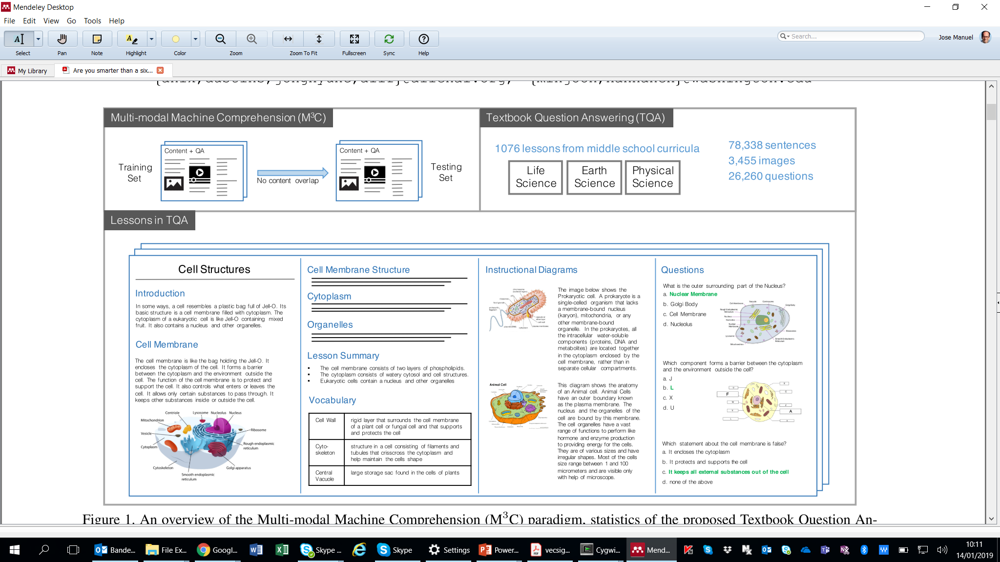 Mendeley Desktop
File Edit View Go Tools Help
Select Pan Note Highlight Color Zoom Zoom To Fit Fullscreen Sync Help
Search...
Jose Manuel
My Library
Are you smarter than a six...
Multi-modal Machine Comprehension (M³C)
Training
Set
Content + QA
No content overlap
Content + QA
Testing
Set
Textbook Question Answering (TQA)
1076 lessons from middle school curricula
Life
Science
Earth
Science
Physical
Science
78,338 sentences
3,455 images
26,260 questions
Lessons in TQA
Cell Structures
Introduction
In some ways, a cell resembles a plastic bag full of Jell-O. Its
basic structure is a cell membrane filled with cytoplasm. The
cytoplasm of a eukaryotic cell is like Jell-O containing mixed
fruit. It also contains a nucleus and other organelles.
Cell Membrane
The cell membrane is like the bag holding the Jell-O. It
encloses the cytoplasm of the cell. It forms a barrier
between the cytoplasm and the environment outside the
cell. The function of the cell membrane is to protect and
support the cell. It also controls what enters or leaves the
cell. It allows only certain substances to pass through. It
keeps other substances inside or outside the cell.
Centriole Lysosome Nucleolus Nucleus
Mitochondrion
Vesicle
Cytoplasm
Ribosome
Rough endoplasmic
reticulum
Cytoskeleton
Golgi apparatus
Smooth endoplasmic
reticulum
Cell Membrane Structure
Cytoplasm
Organelles
Lesson Summary
▪ The cell membrane consists of two layers of phospholipids.
▪ The cytoplasm consists of watery cytosol and cell structures.
▪ Eukaryotic cells contain a nucleus and other organelles
Vocabulary
Cell Wall
rigid layer that surrounds the cell membrane
of a plant cell or fungal cell and that supports
and protects the cell
Cyto-
skeleton
structure in a cell consisting of filaments and
tubules that crisscross the cytoplasm and
help maintain the cells shape
Central
Vacuole
large storage sac found in the cells of plants
Instructional Diagrams
The image below shows the
Prokaryotic cell. A prokaryote is a
single-celled organism that lacks
a membrane-bound nucleus
(karyon), mitochondria, or any
other membrane-bound
organelle. In the prokaryotes, all
the intracellular water-soluble
components (proteins, DNA and
metabolites) are located together
in the cytoplasm enclosed by the
cell membrane, rather than in
separate cellular compartments.
Animal Cell
This diagram shows the anatomy
of an Animal cell. Animal Cells
have an outer boundary known
as the plasma membrane. The
nucleus and the organelles of the
cell are bound by this membrane.
The cell organelles have a vast
range of functions to perform like
hormone and enzyme production
to providing energy for the cells.
They are of various sizes and have
irregular shapes. Most of the cells
size range between 1 and 100
micrometers and are visible only
with help of microscope.
Questions
What is the outer surrounding part of the Nucleus?
a. Nuclear Membrane
b. Golgi Body
c. Cell Membrane
d. Nucleolus
Cell Membrane Vacuole Centrosome Golgi Body
Rough Endoplasmic
Reticulum
Nucleus
Nucleolus
Nuclear
Membrane
Lysosome
Ribosomes
Smooth Endoplasmic
Reticulum
Mitochondrion
Which component forms a barrier between the cytoplasm
and the environment outside the cell?
a. J
b. L
c. X
d. U
F
A
Which statement about the cell membrane is false?
a. It encloses the cytoplasm
b. It protects and supports the cell
c. It keeps all external substances out of the cell
d. none of the above
Figure 1. An overview of the Multi-modal Machine Comprehension (M³C) paradigm, statistics of the proposed Textbook Question An-
Bande... File Ex... Googl... Skype ... Skype Settings Power... vecsig... Cygwi... Mend...
10:11
14/01/2019